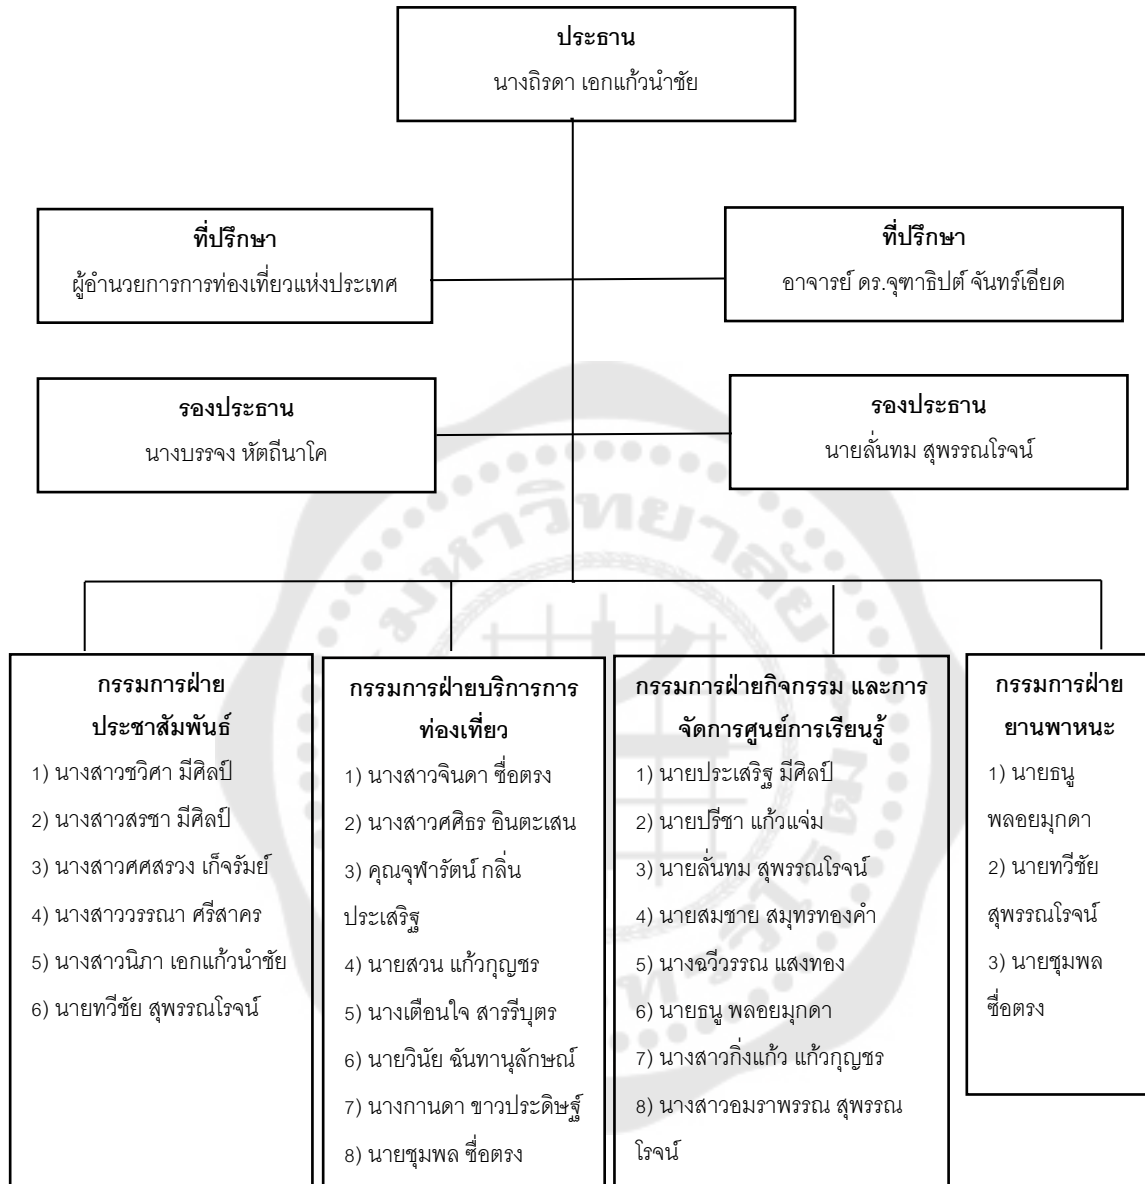 ประธาน
นางถิรดา เอกแก้วนำชัย
ที่ปรึกษา
ผู้อำนวยการการท่องเที่ยวแห่งประเทศ
ที่ปรึกษา
อาจารย์ ดร.จุฑาธิปต์ จันทร์เอียด
รองประธาน
นางบรรจง หัตถีนาโค
รองประธาน
นายลั่นทม สุพรรณโรจน์
กรรมการฝ่าย
ประชาสัมพันธ์
1) นางสาวชวิศา มีศิลป์
2) นางสาวสรชา มีศิลป์
3) นางสาวศศสรวง เก็จรัมย์
4) นางสาววรรณา ศรีสาคร
5) นางสาวนิภา เอกแก้วนำชัย
6) นายทวีชัย สุพรรณโรจน์
กรรมการฝ่ายบริการการ
ท่องเที่ยว
1) นางสาวจินดา ซื่อตรง
2) นางสาวศศิธร อินตะเสน
3) คุณจุฬารัตน์ กลิ่น
ประเสริฐ
4) นายสวน แก้วกุญชร
5) นางเตือนใจ สารรีบุตร
6) นายวินัย ฉันทานุลักษณ์
7) นางกานดา ขาวประดิษฐ์
8) นายชุมพล ซื่อตรง
กรรมการฝ่ายกิจกรรม และการ
จัดการศูนย์การเรียนรู้
1) นายประเสริฐ มีศิลป์
2) นายปรีชา แก้วแจ่ม
3) นายลั่นทม สุพรรณโรจน์
4) นายสมชาย สมุทรทองคำ
5) นางฉวีวรรณ แสงทอง
6) นายธนู พลอยมุกดา
7) นางสาวกิ่งแก้ว แก้วกุญชร
8) นางสาวอมราพรรณ สุพรรณ
โรจน์
กรรมการฝ่าย
ยานพาหนะ
1) นายธนู
พลอยมุกดา
2) นายทวีชัย
สุพรรณโรจน์
3) นายชุมพล
ซื่อตรง
มหาวิทยาลัย